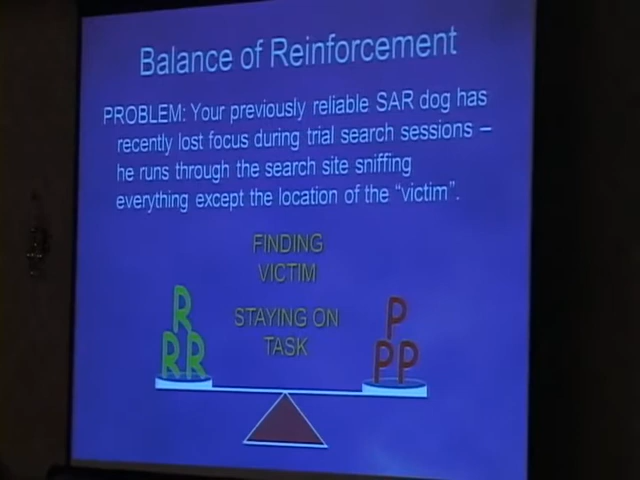 Balance of Reinforcement
PROBLEM: Your previously reliable SAR dog has
recently lost focus during trial search sessions –
he runs through the search site sniffing
everything except the location of the “victim”.
FINDING
VICTIM
STAYING ON
TASK
R
RR
P
PP